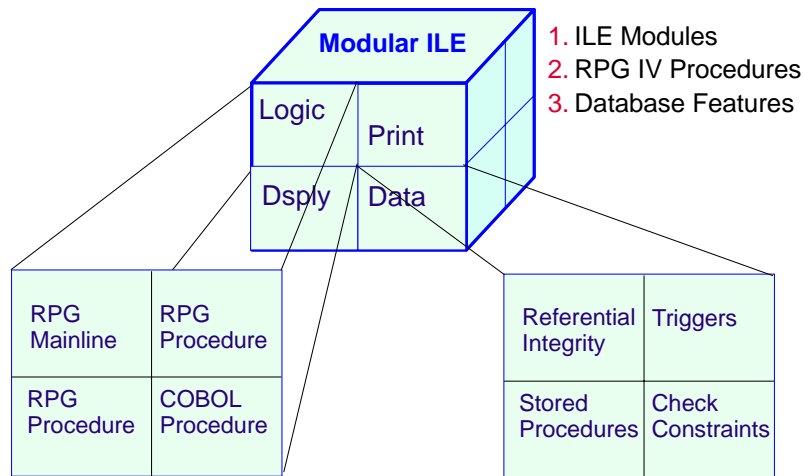 Modular ILE
1. ILE Modules
2. RPG IV Procedures
3. Database Features
Logic
Print
Dsply
Data
RPG
Mainline
RPG
Procedure
RPG
Procedure
COBOL
Procedure
Referential
Integrity
Triggers
Stored
Procedures
Check
Constraints